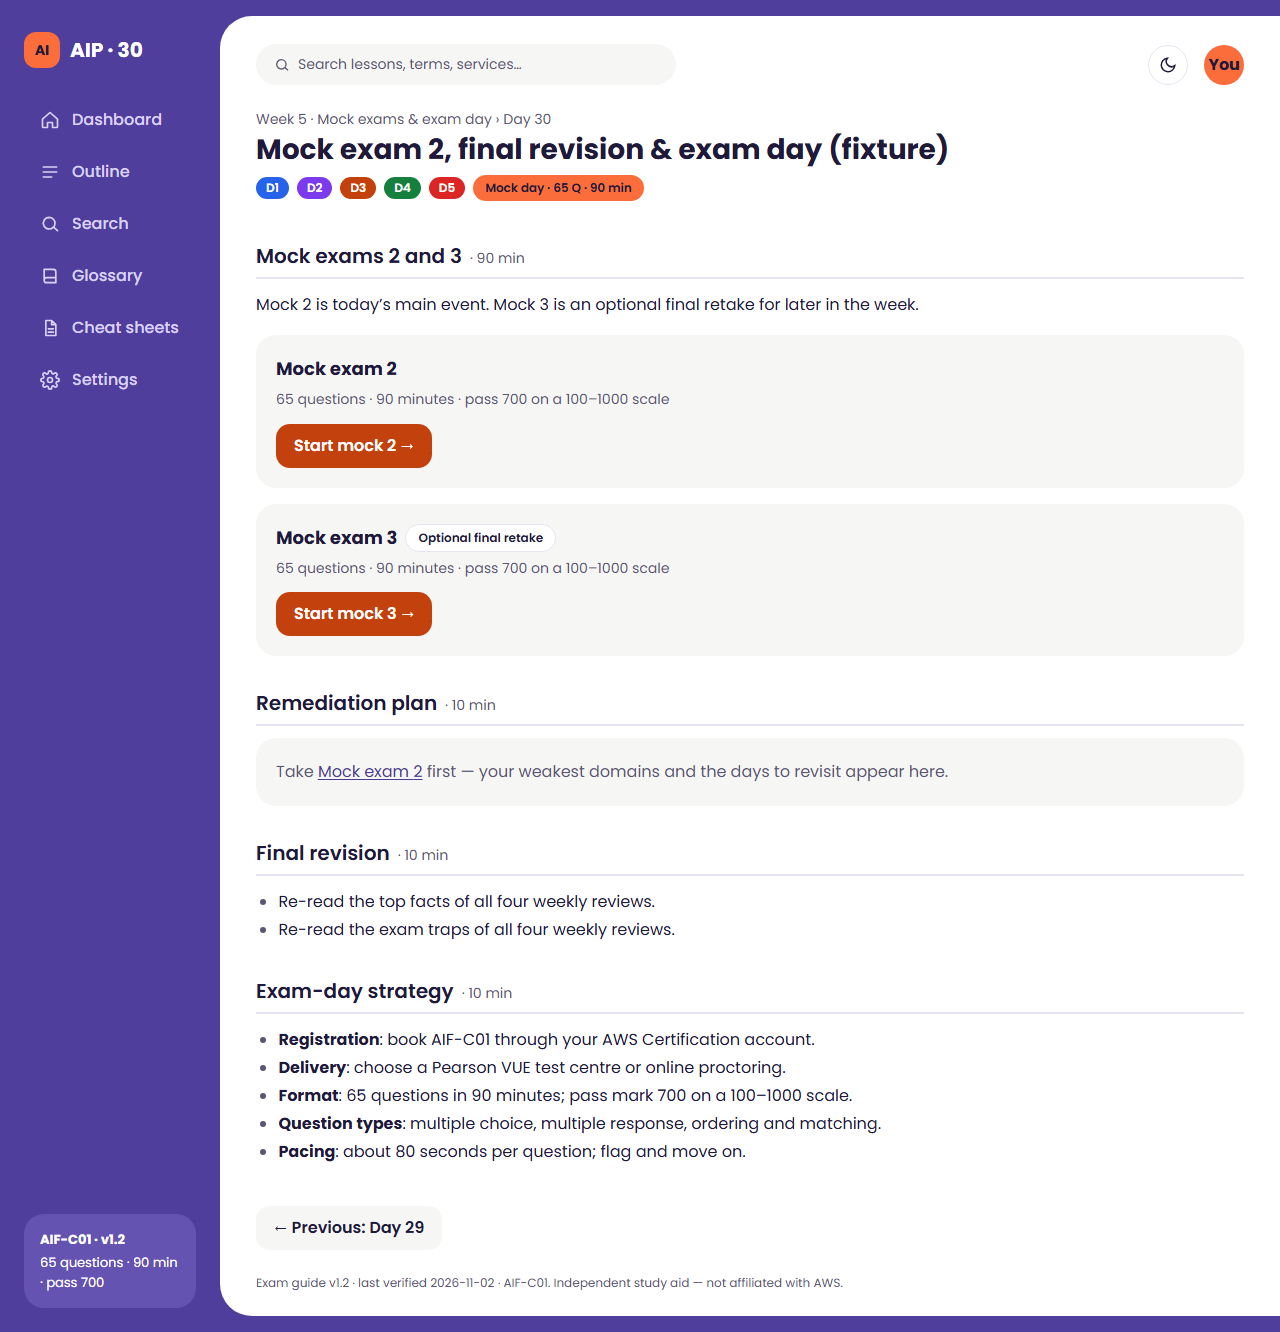 AI AIP · 30
Dashboard
Outline
Search
Glossary
Cheat sheets
Settings
AIF-C01 · v1.2
65 questions · 90 min
· pass 700
Search lessons, terms, services…
You
Week 5 · Mock exams & exam day › Day 30
Mock exam 2, final revision & exam day (fixture)
D1 D2 D3 D4 D5 Mock day · 65 Q · 90 min
Mock exams 2 and 3 · 90 min
Mock 2 is today’s main event. Mock 3 is an optional final retake for later in the week.
Mock exam 2
65 questions · 90 minutes · pass 700 on a 100–1000 scale
Start mock 2 →
Mock exam 3 Optional final retake
65 questions · 90 minutes · pass 700 on a 100–1000 scale
Start mock 3 →
Remediation plan · 10 min
Take Mock exam 2 first — your weakest domains and the days to revisit appear here.
Final revision · 10 min
• Re-read the top facts of all four weekly reviews.
• Re-read the exam traps of all four weekly reviews.
Exam-day strategy · 10 min
• Registration: book AIF-C01 through your AWS Certification account.
• Delivery: choose a Pearson VUE test centre or online proctoring.
• Format: 65 questions in 90 minutes; pass mark 700 on a 100–1000 scale.
• Question types: multiple choice, multiple response, ordering and matching.
• Pacing: about 80 seconds per question; flag and move on.
← Previous: Day 29
Exam guide v1.2 · last verified 2026-11-02 · AIF-C01. Independent study aid — not affiliated with AWS.